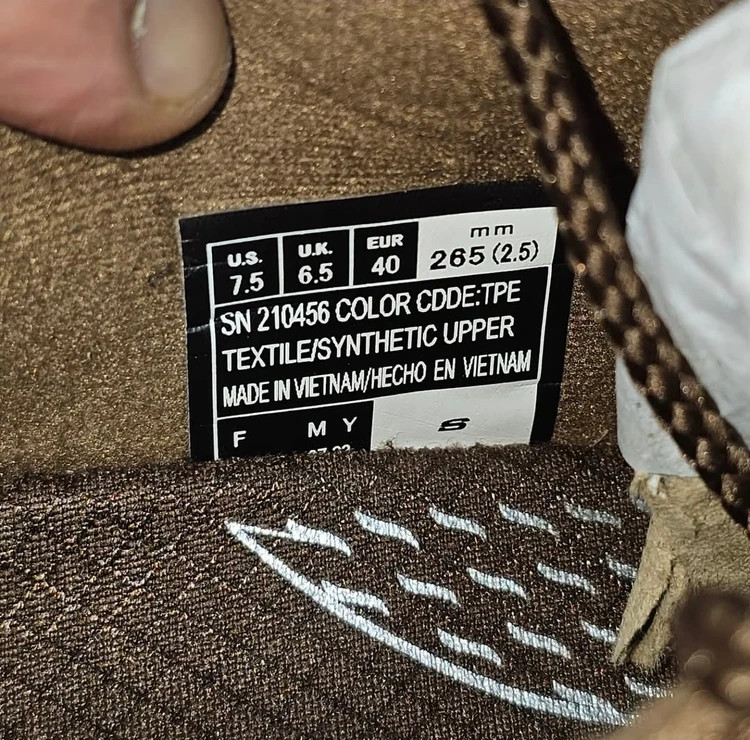 U.S. U.K. EUR mm
7.5 6.5 40 265 (2.5)
SN 210456 COLOR CDDE:TPE
TEXTILE/SYNTHETIC UPPER
MADE IN VIETNAM/HECHO EN VIETNAM
F M Y S